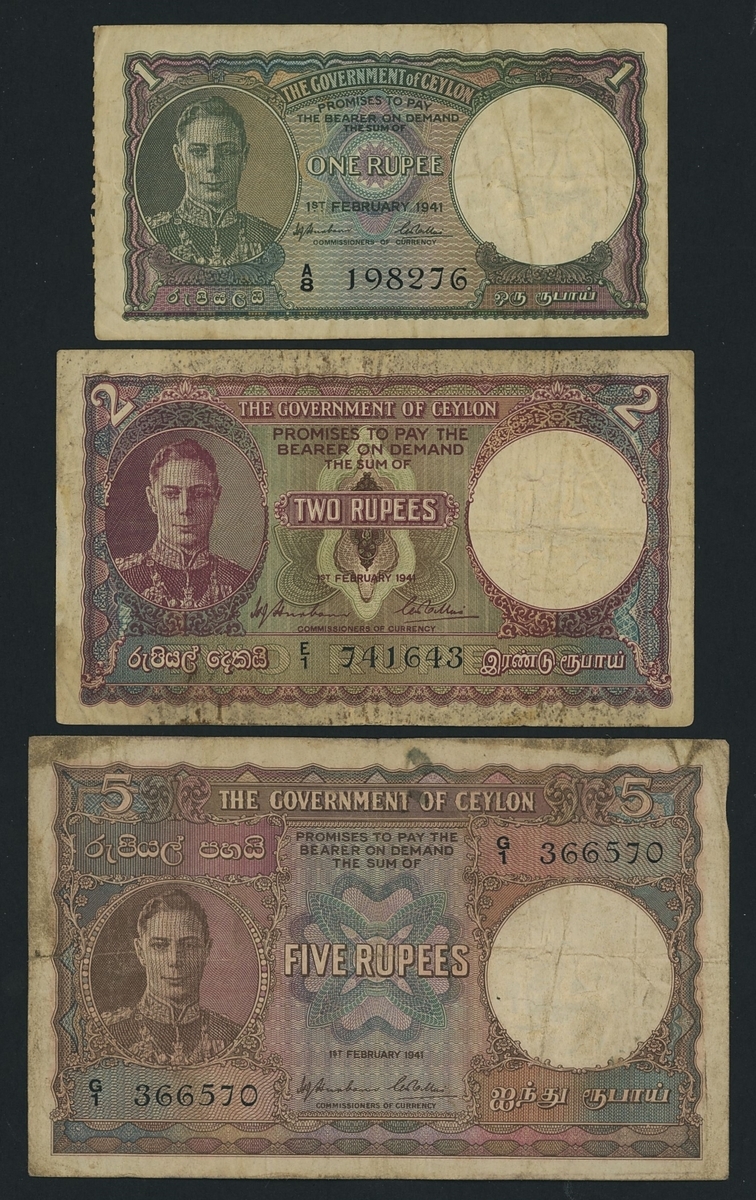 1 1
THE GOVERNMENT of CEYLON
PROMISES TO PAY
THE BEARER ON DEMAND
THE SUM OF
ONE RUPEE
1ST FEBRUARY 1941
COMMISSIONERS OF CURRENCY
A/8 198276
රුපියලයි ஒரு ரூபாய்
2 2
THE GOVERNMENT OF CEYLON
PROMISES TO PAY THE
BEARER ON DEMAND
THE SUM OF
TWO RUPEES
1ST FEBRUARY 1941
COMMISSIONERS OF CURRENCY
රුපියල් දෙකයි E/1 741643 இரண்டு ரூபாய்
5 5
THE GOVERNMENT OF CEYLON
රුපියල් පහයි
PROMISES TO PAY THE
BEARER ON DEMAND
THE SUM OF
G/1 366570
FIVE RUPEES
1ST FEBRUARY 1941
COMMISSIONERS OF CURRENCY
G/1 366570
ஐந்து ரூபாய்